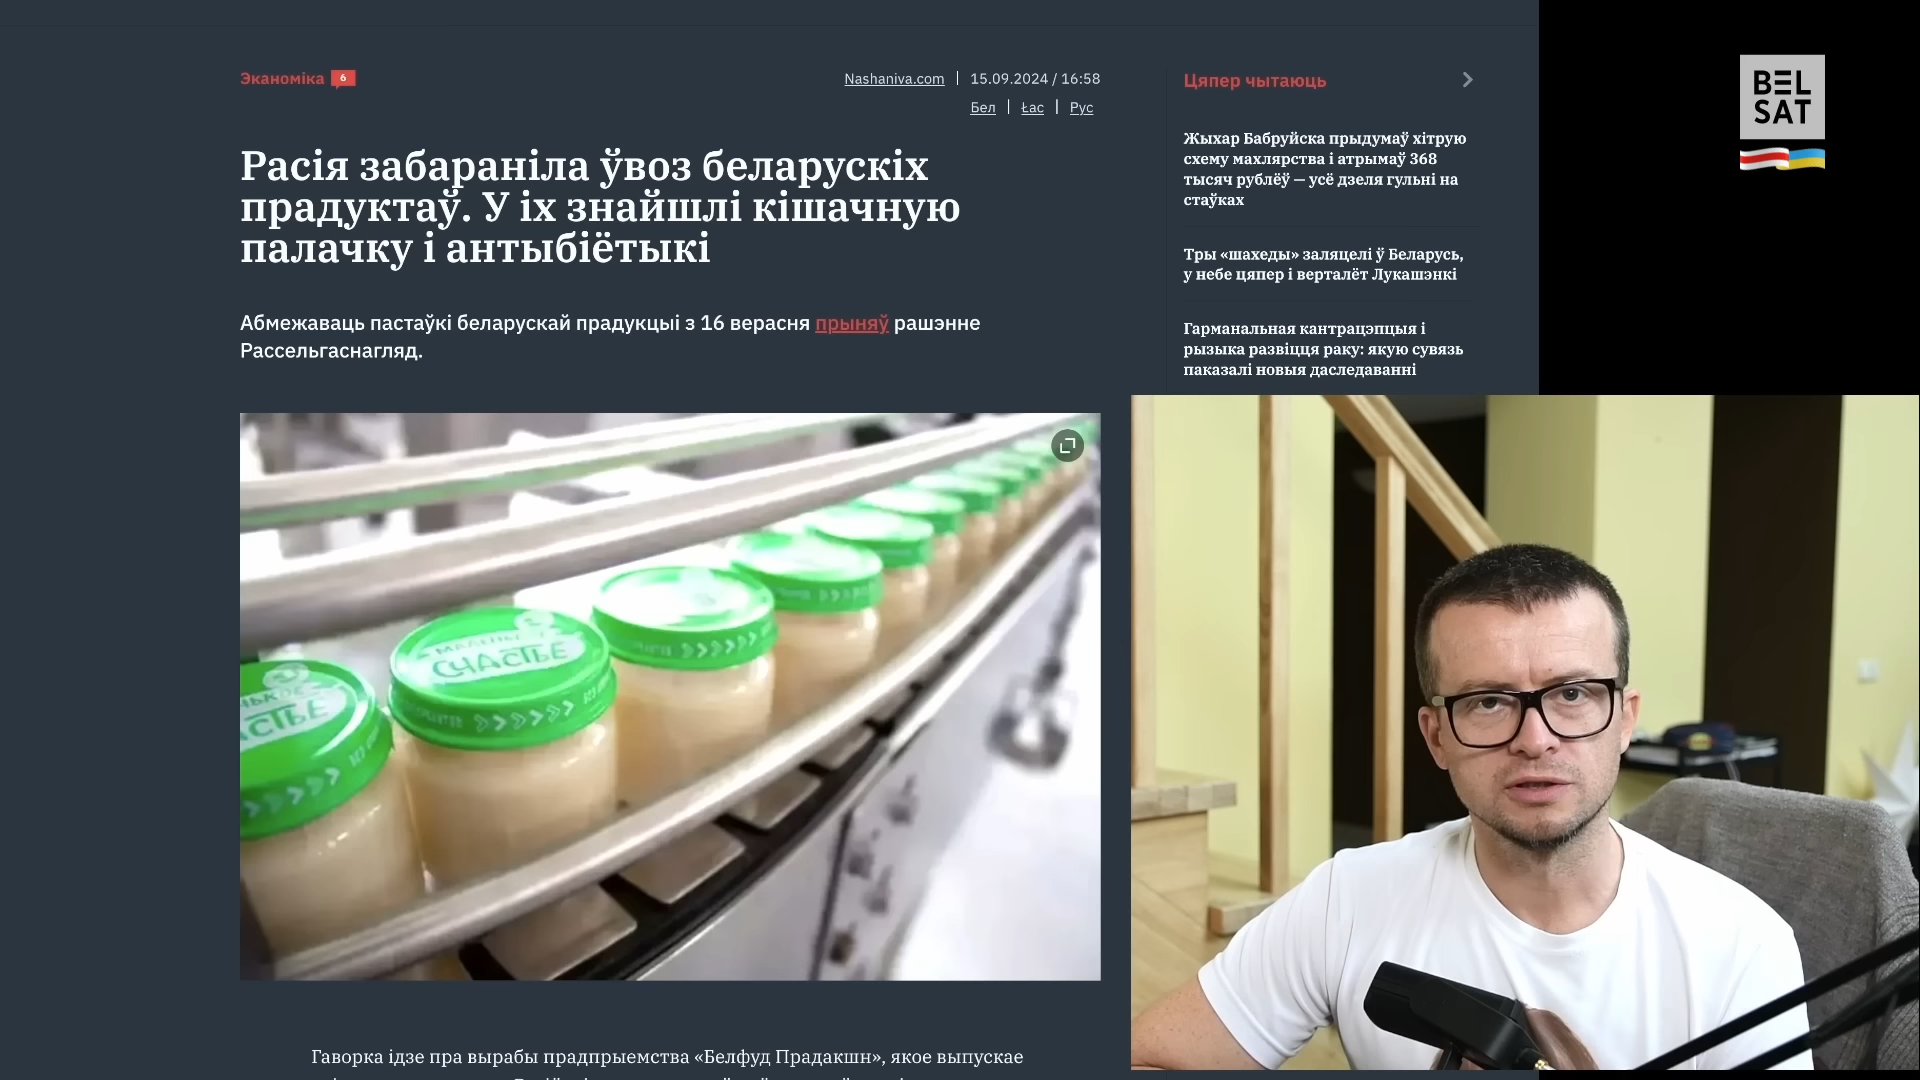 Эканоміка 6
Nashaniva.com | 15.09.2024 / 16:58
Бел | Łac | Рус
Расія забараніла ўвоз беларускіх
прадуктаў. У іх знайшлі кішачную
палачку і антыбіётыкі
Абмежаваць пастаўкі беларускай прадукцыі з 16 верасня прыняў рашэнне
Рассельгаснагляд.
МАЛЕНЬКОЕ
СЧАСТЬЕ
Гаворка ідзе пра вырабы прадпрыемства «Белфуд Прадакшн», якое выпускае
Цяпер чытаюць
Жыхар Бабруйска прыдумаў хітрую
схему махлярства і атрымаў 368
тысяч рублёў — усё дзеля гульні на
стаўках
Тры «шахеды» заляцелі ў Беларусь,
у небе цяпер і верталёт Лукашэнкі
Гарманальная кантрацэпцыя і
рызыка развіцця раку: якую сувязь
паказалі новыя даследаванні
BEL
SAT